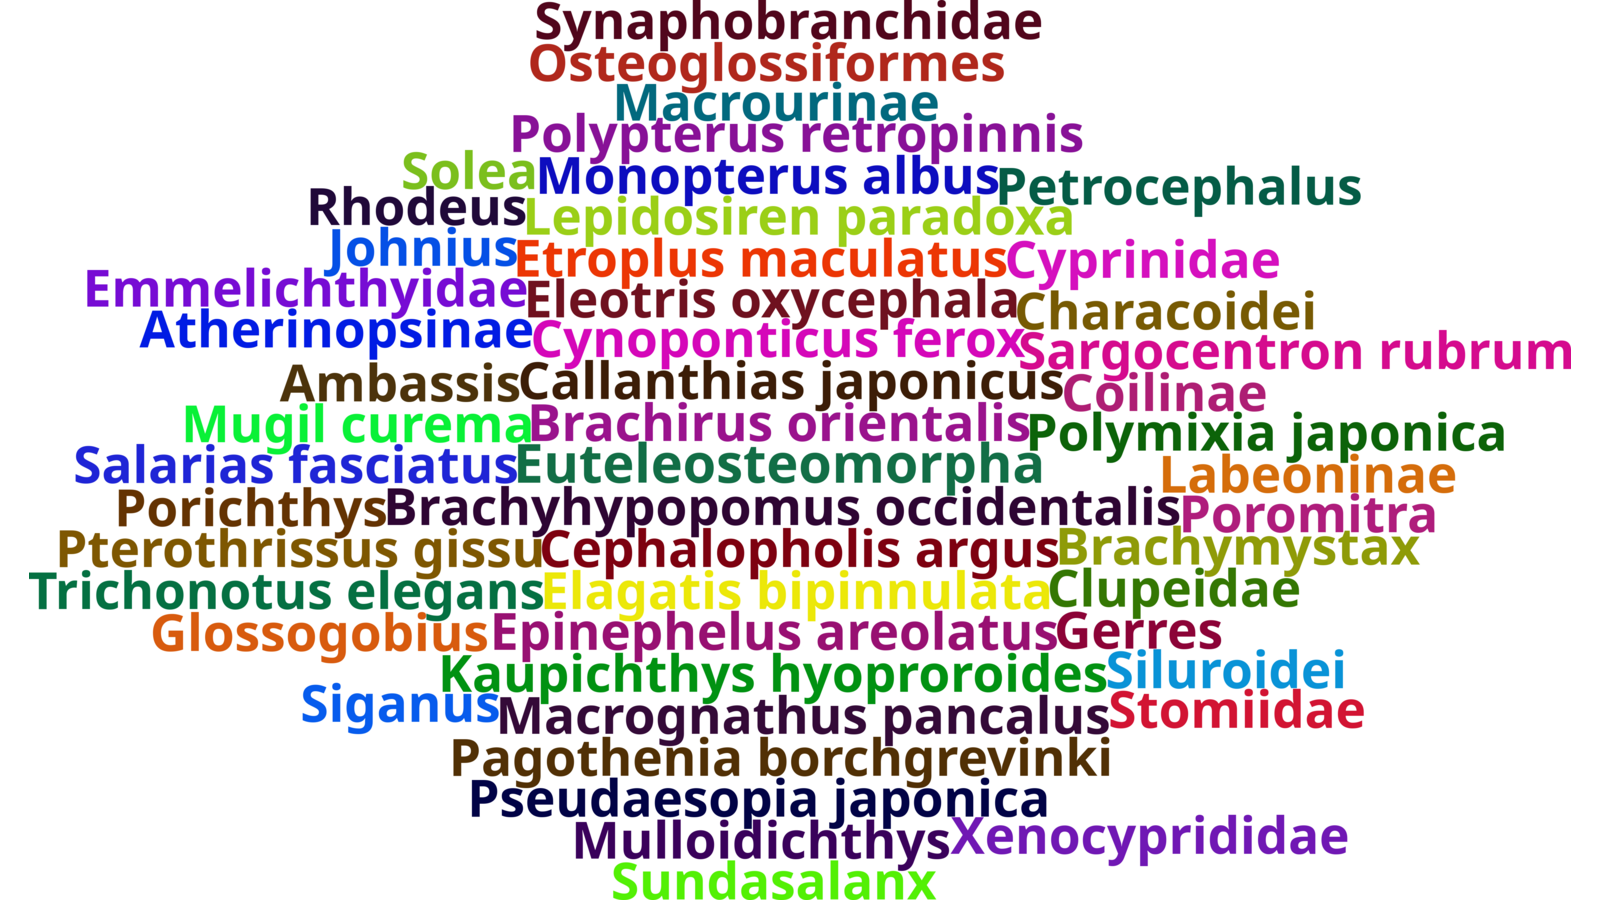 Synaphobranchidae
Osteoglossiformes
Macrourinae
Polypterus retropinnis
Solea Monopterus albus Petrocephalus
Rhodeus Lepidosiren paradoxa
Johnius Etroplus maculatus Cyprinidae
Emmelichthyidae Eleotris oxycephala Characoidei
Atherinopsinae Cynoponticus ferox Sargocentron rubrum
Ambassis Callanthias japonicus Coilinae
Mugil curema Brachirus orientalis Polymixia japonica
Salarias fasciatus Euteleosteomorpha Labeoninae
Porichthys Brachyhypopomus occidentalis Poromitra
Pterothrissus gissu Cephalopholis argus Brachymystax
Trichonotus elegans Elagatis bipinnulata Clupeidae
Glossogobius Epinephelus areolatus Gerres
Kaupichthys hyoproroides Siluroidei
Siganus Macrognathus pancalus Stomiidae
Pagothenia borchgrevinki
Pseudaesopia japonica
Mulloidichthys Xenocyprididae
Sundasalanx